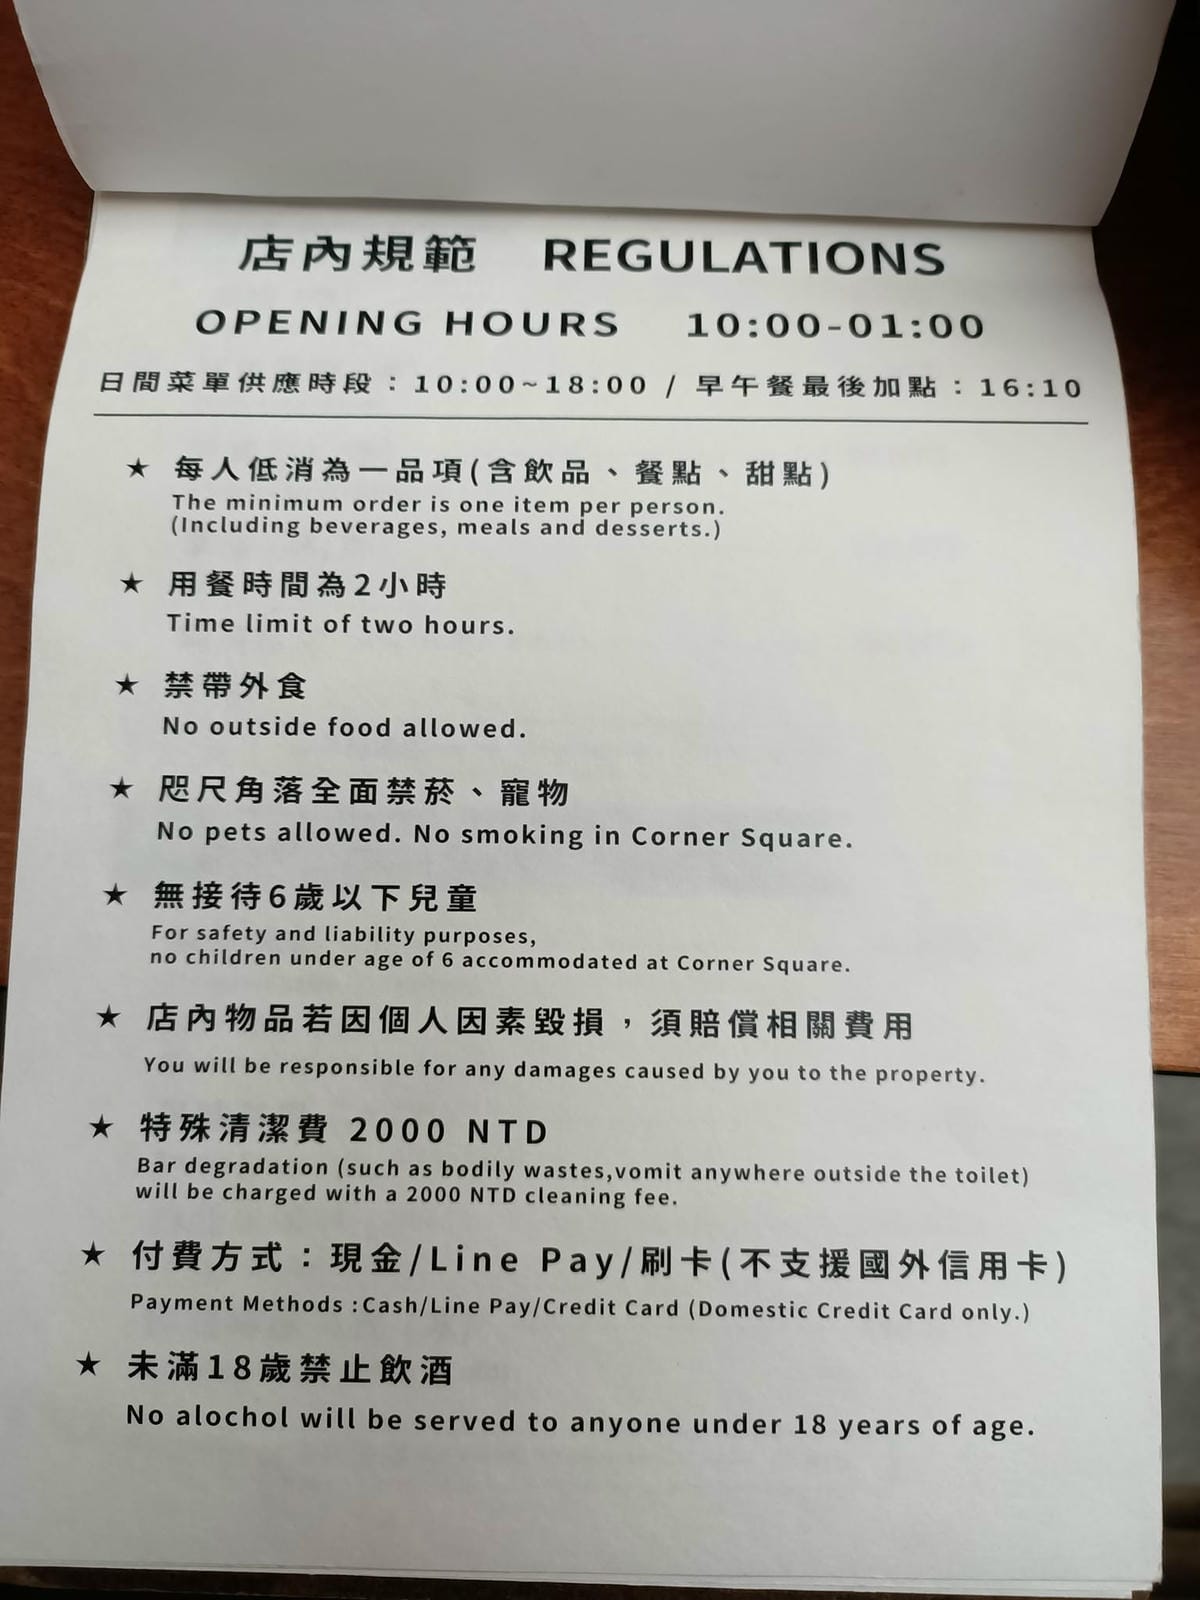 店內規範 REGULATIONS
OPENING HOURS 10:00-01:00
日間菜單供應時段：10:00~18:00 / 早午餐最後加點：16:10
★ 每人低消為一品項(含飲品、餐點、甜點)
The minimum order is one item per person.
(Including beverages, meals and desserts.)
★ 用餐時間為2小時
Time limit of two hours.
★ 禁帶外食
No outside food allowed.
★ 咫尺角落全面禁菸、寵物
No pets allowed. No smoking in Corner Square.
★ 無接待6歲以下兒童
For safety and liability purposes,
no children under age of 6 accommodated at Corner Square.
★ 店內物品若因個人因素毀損，須賠償相關費用
You will be responsible for any damages caused by you to the property.
★ 特殊清潔費 2000 NTD
Bar degradation (such as bodily wastes,vomit anywhere outside the toilet)
will be charged with a 2000 NTD cleaning fee.
★ 付費方式：現金/Line Pay/刷卡(不支援國外信用卡)
Payment Methods :Cash/Line Pay/Credit Card (Domestic Credit Card only.)
★ 未滿18歲禁止飲酒
No alochol will be served to anyone under 18 years of age.